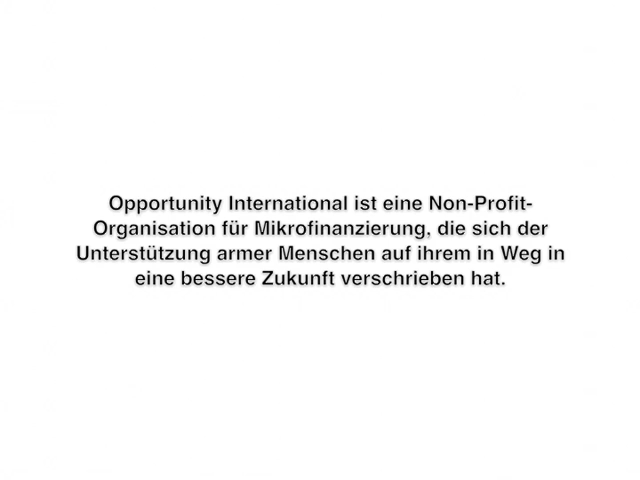 Opportunity International ist eine Non-Profit-
Organisation für Mikrofinanzierung, die sich der
Unterstützung armer Menschen auf ihrem in Weg in
eine bessere Zukunft verschrieben hat.